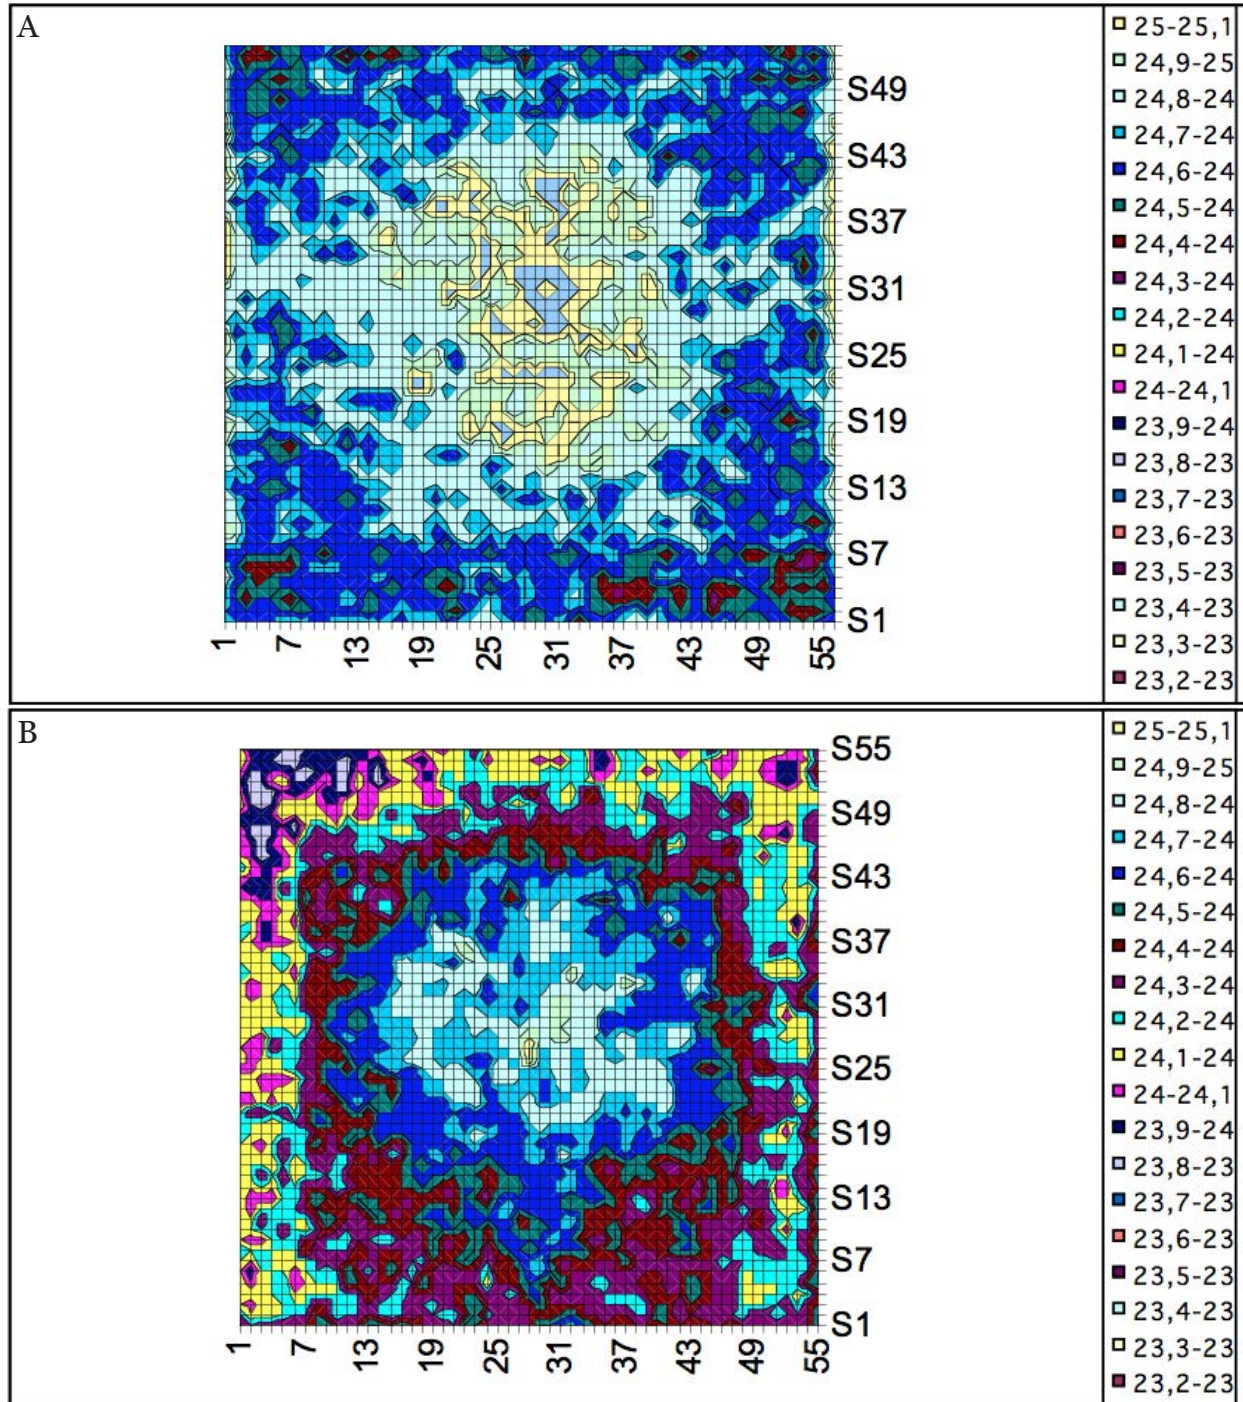 A
25-25,1
24,9-25
24,8-24
24,7-24
24,6-24
24,5-24
24,4-24
24,3-24
24,2-24
24,1-24
24-24,1
23,9-24
23,8-23
23,7-23
23,6-23
23,5-23
23,4-23
23,3-23
23,2-23
S49
S43
S37
S31
S25
S19
S13
S7
S1
1 7 13 19 25 31 37 43 49 55
B
25-25,1
24,9-25
24,8-24
24,7-24
24,6-24
24,5-24
24,4-24
24,3-24
24,2-24
24,1-24
24-24,1
23,9-24
23,8-23
23,7-23
23,6-23
23,5-23
23,4-23
23,3-23
23,2-23
S55
S49
S43
S37
S31
S25
S19
S13
S7
S1
1 7 13 19 25 31 37 43 49 55